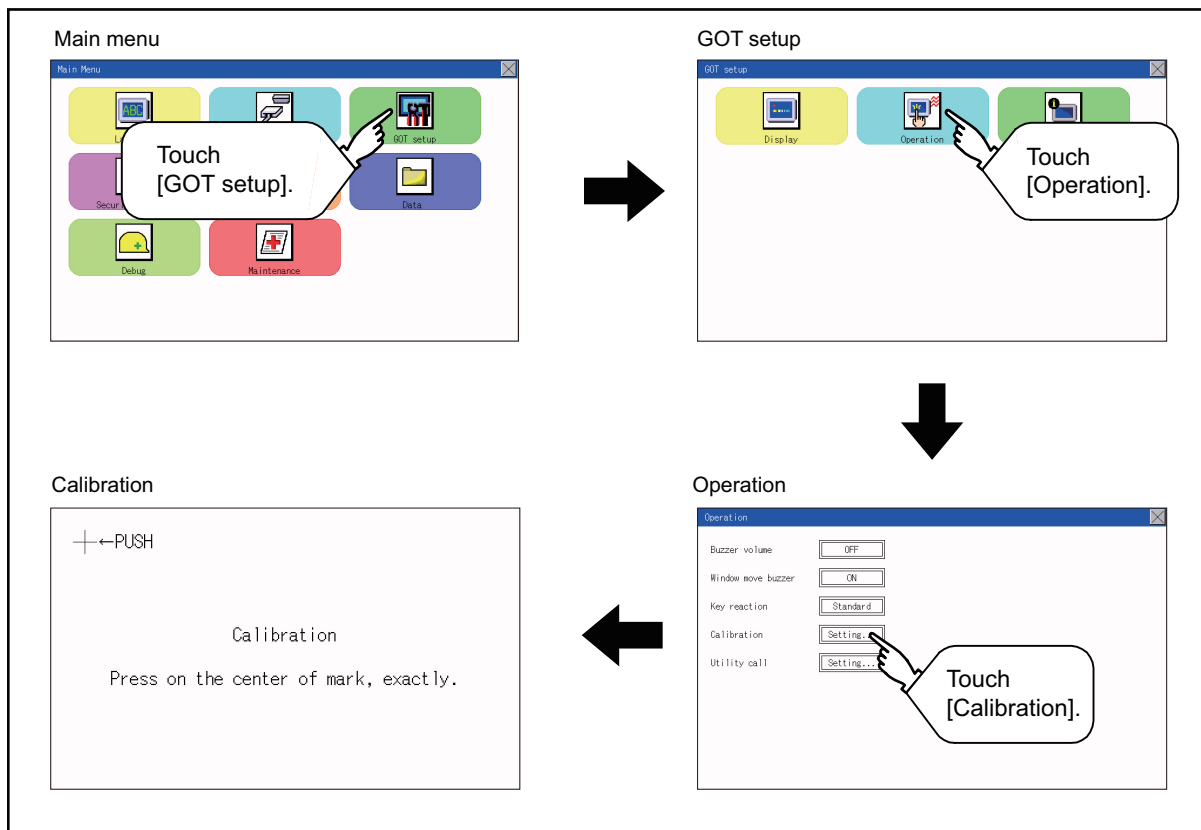 Main menu
Main Menu
ABC
GOT setup
Touch
[GOT setup].
Data
Debug
Maintenance
GOT setup
GOT setup
Display
Operation
Touch
[Operation].
Calibration
+←PUSH
Calibration
Press on the center of mark, exactly.
Operation
Operation
Buzzer volume OFF
Window move buzzer ON
Key reaction Standard
Calibration Setting..
Utility call Setting...
Touch
[Calibration].